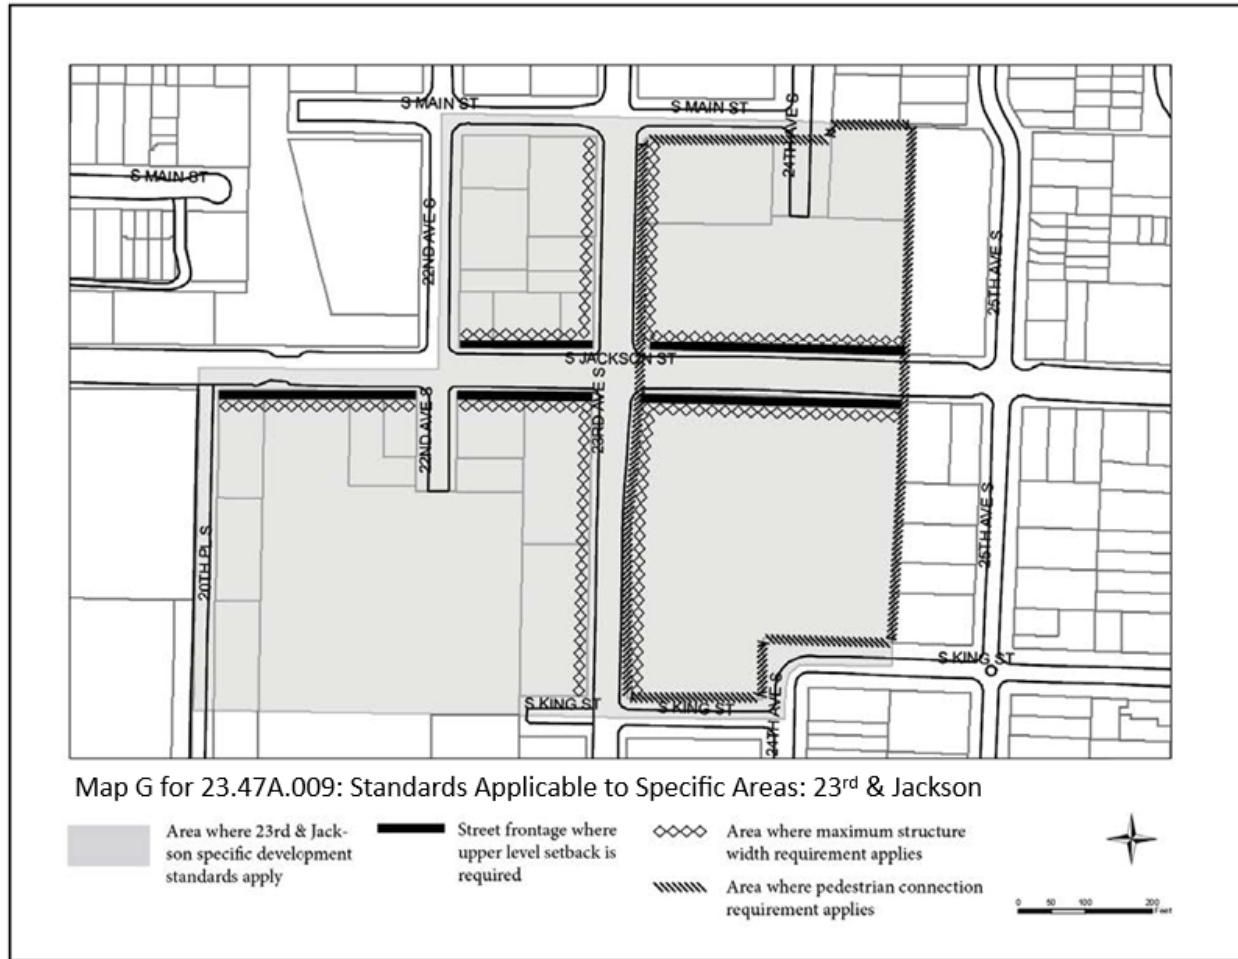 S MAIN ST
S MAIN ST
24TH AVE S
S MAIN ST
22ND AVE S
25TH AVE S
S JACKSON ST
22ND AVE S
23RD AVE S
25TH AVE S
20TH PL S
S KING ST
S KING ST
S KING ST
24TH AVE S
Map G for 23.47A.009: Standards Applicable to Specific Areas: 23rd & Jackson
Area where 23rd & Jack-
son specific development
standards apply
Street frontage where
upper level setback is
required
Area where maximum structure
width requirement applies
Area where pedestrian connection
requirement applies
0 50 100 200
Feet